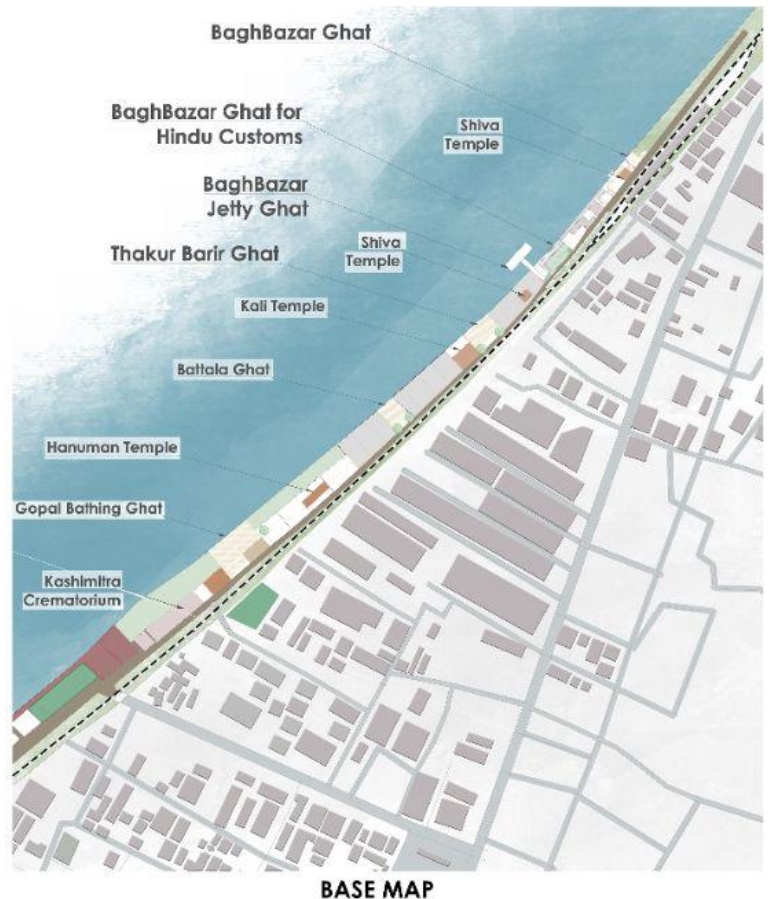 BaghBazar Ghat
BaghBazar Ghat for
Hindu Customs
Shiva
Temple
BaghBazar
Jetty Ghat
Shiva
Temple
Thakur Barir Ghat
Kali Temple
Battala Ghat
Hanuman Temple
Gopal Bathing Ghat
Kashimitra
Crematorium
BASE MAP